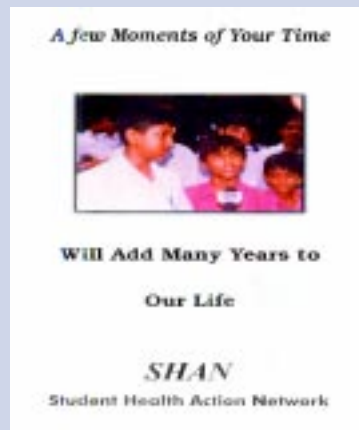 A few Moments of Your Time
Will Add Many Years to
Our Life
SHAN
Student Health Action Network